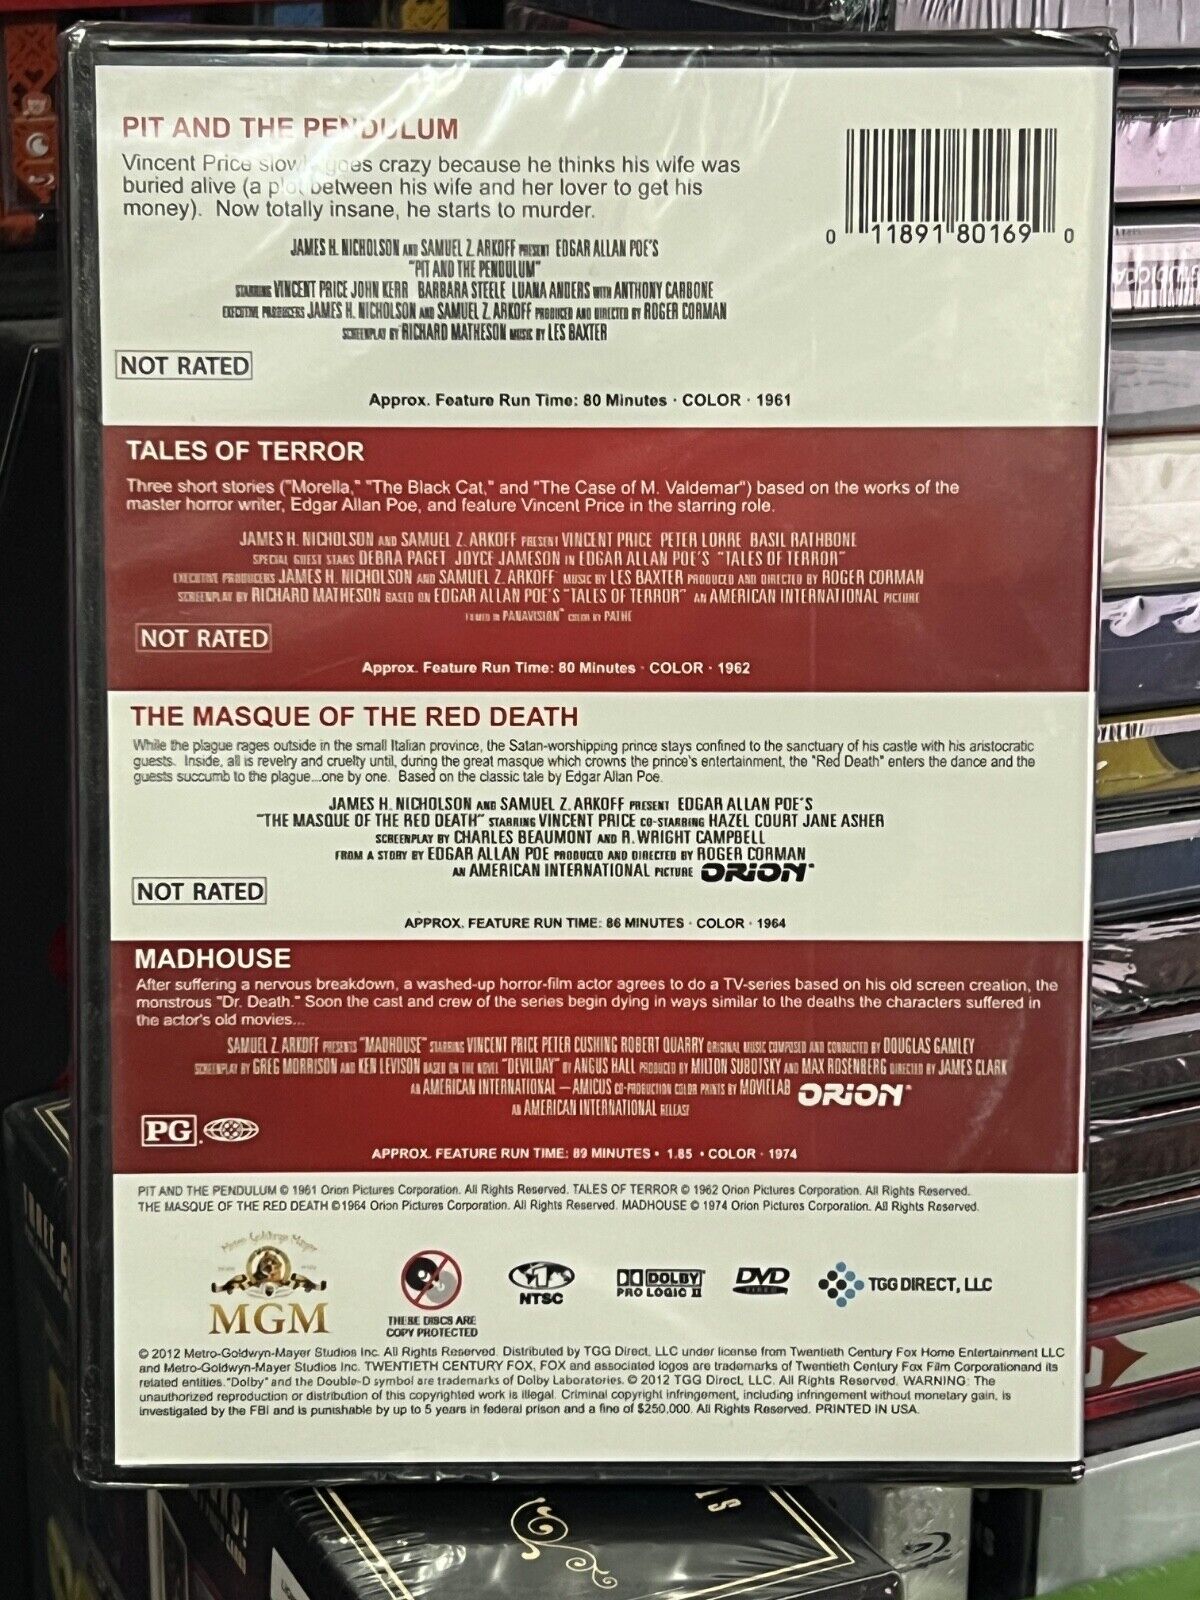 PIT AND THE PENDULUM
Vincent Price slowly goes crazy because he thinks his wife was
buried alive (a plot between his wife and her lover to get his
money). Now totally insane, he starts to murder.
0 11891 80169 0
JAMES H. NICHOLSON AND SAMUEL Z. ARKOFF PRESENT EDGAR ALLAN POE'S
"PIT AND THE PENDULUM"
STARRING VINCENT PRICE JOHN KERR BARBARA STEELE LUANA ANDERS WITH ANTHONY CARBONE
EXECUTIVE PRODUCERS JAMES H. NICHOLSON AND SAMUEL Z. ARKOFF PRODUCED AND DIRECTED BY ROGER CORMAN
SCREENPLAY BY RICHARD MATHESON MUSIC BY LES BAXTER
NOT RATED
Approx. Feature Run Time: 80 Minutes · COLOR · 1961
TALES OF TERROR
Three short stories ("Morella," "The Black Cat," and "The Case of M. Valdemar") based on the works of the
master horror writer, Edgar Allan Poe, and feature Vincent Price in the starring role.
JAMES H. NICHOLSON AND SAMUEL Z. ARKOFF PRESENT VINCENT PRICE PETER LORRE BASIL RATHBONE
SPECIAL GUEST STARS DEBRA PAGET JOYCE JAMESON IN EDGAR ALLAN POE'S "TALES OF TERROR"
EXECUTIVE PRODUCERS JAMES H. NICHOLSON AND SAMUEL Z. ARKOFF MUSIC BY LES BAXTER PRODUCED AND DIRECTED BY ROGER CORMAN
SCREENPLAY BY RICHARD MATHESON BASED ON EDGAR ALLAN POE'S "TALES OF TERROR" AN AMERICAN INTERNATIONAL PICTURE
FILMED IN PANAVISION® COLOR BY PATHE
NOT RATED
Approx. Feature Run Time: 80 Minutes · COLOR · 1962
THE MASQUE OF THE RED DEATH
While the plague rages outside in the small Italian province, the Satan-worshipping prince stays confined to the sanctuary of his castle with his aristocratic
guests. Inside, all is revelry and cruelty until, during the great masque which crowns the prince's entertainment, the "Red Death" enters the dance and the
guests succumb to the plague...one by one. Based on the classic tale by Edgar Allan Poe.
JAMES H. NICHOLSON AND SAMUEL Z. ARKOFF PRESENT EDGAR ALLAN POE'S
"THE MASQUE OF THE RED DEATH" STARRING VINCENT PRICE CO-STARRING HAZEL COURT JANE ASHER
SCREENPLAY BY CHARLES BEAUMONT AND R. WRIGHT CAMPBELL
FROM A STORY BY EDGAR ALLAN POE PRODUCED AND DIRECTED BY ROGER CORMAN
AN AMERICAN INTERNATIONAL PICTURE ORION®
NOT RATED
APPROX. FEATURE RUN TIME: 86 MINUTES · COLOR · 1964
MADHOUSE
After suffering a nervous breakdown, a washed-up horror-film actor agrees to do a TV-series based on his old screen creation, the
monstrous "Dr. Death." Soon the cast and crew of the series begin dying in ways similar to the deaths the characters suffered in
the actor's old movies...
SAMUEL Z. ARKOFF PRESENTS "MADHOUSE" STARRING VINCENT PRICE PETER CUSHING ROBERT QUARRY ORIGINAL MUSIC COMPOSED AND CONDUCTED BY DOUGLAS GAMLEY
SCREENPLAY BY GREG MORRISON AND KEN LEVISON BASED ON THE NOVEL "DEVILDAY" BY ANGUS HALL PRODUCED BY MILTON SUBOTSKY AND MAX ROSENBERG DIRECTED BY JAMES CLARK
AN AMERICAN INTERNATIONAL — AMICUS CO-PRODUCTION COLOR PRINTS BY MOVIELAB ORION®
AN AMERICAN INTERNATIONAL RELEASE
PG
APPROX. FEATURE RUN TIME: 89 MINUTES • 1.85 • COLOR · 1974
PIT AND THE PENDULUM © 1961 Orion Pictures Corporation. All Rights Reserved. TALES OF TERROR © 1962 Orion Pictures Corporation. All Rights Reserved.
THE MASQUE OF THE RED DEATH ©1964 Orion Pictures Corporation. All Rights Reserved. MADHOUSE © 1974 Orion Pictures Corporation. All Rights Reserved.
Metro Goldwyn Mayer
MGM
THESE DISCS ARE
COPY PROTECTED
NTSC
DOLBY
PRO LOGIC II
DVD
VIDEO
TGG DIRECT, LLC
© 2012 Metro-Goldwyn-Mayer Studios Inc. All Rights Reserved. Distributed by TGG Direct, LLC under license from Twentieth Century Fox Home Entertainment LLC
and Metro-Goldwyn-Mayer Studios Inc. TWENTIETH CENTURY FOX, FOX and associated logos are trademarks of Twentieth Century Fox Film Corporationand its
related entities. "Dolby" and the Double-D symbol are trademarks of Dolby Laboratories. © 2012 TGG Direct, LLC. All Rights Reserved. WARNING: The
unauthorized reproduction or distribution of this copyrighted work is illegal. Criminal copyright infringement, including infringement without monetary gain, is
investigated by the FBI and is punishable by up to 5 years in federal prison and a fine of $250,000. All Rights Reserved. PRINTED IN USA.